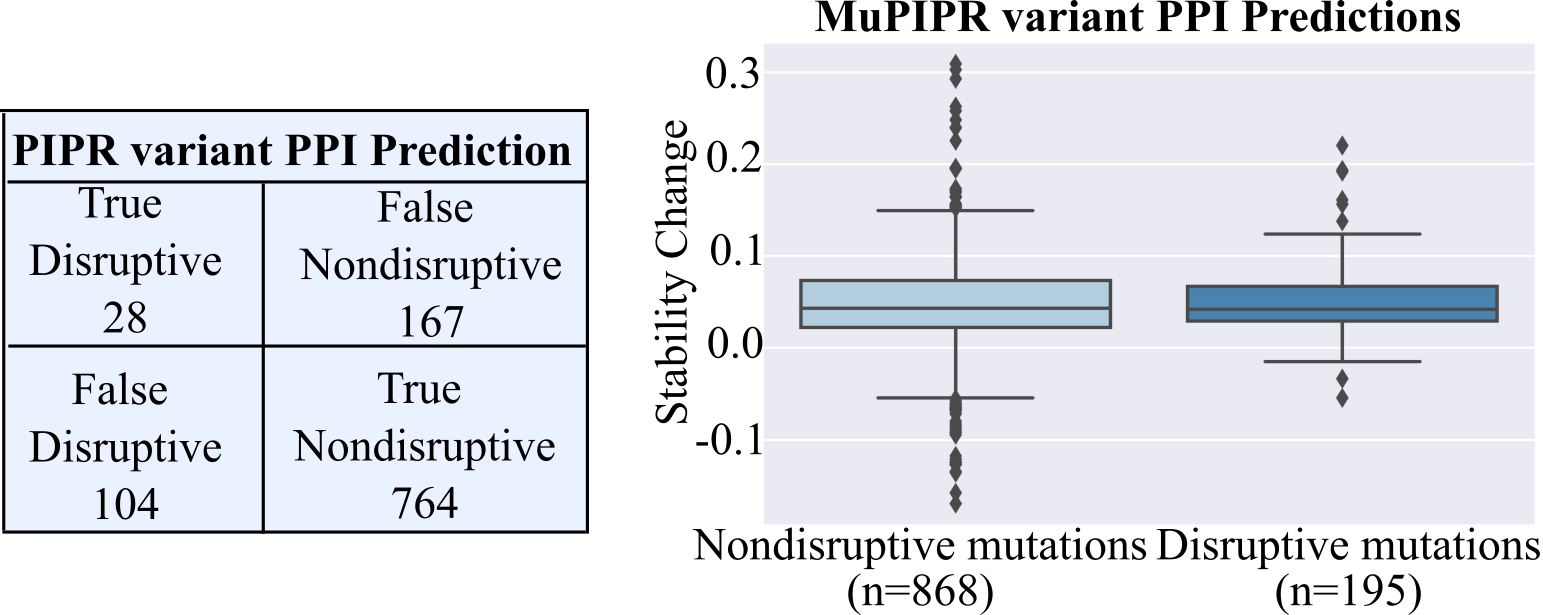 PIPR variant PPI Prediction
True
Disruptive
28
False
Nondisruptive
167
False
Disruptive
104
True
Nondisruptive
764
MuPIPR variant PPI Predictions
Stability Change
0.3
0.2
0.1
0.0
-0.1
Nondisruptive mutations
(n=868)
Disruptive mutations
(n=195)